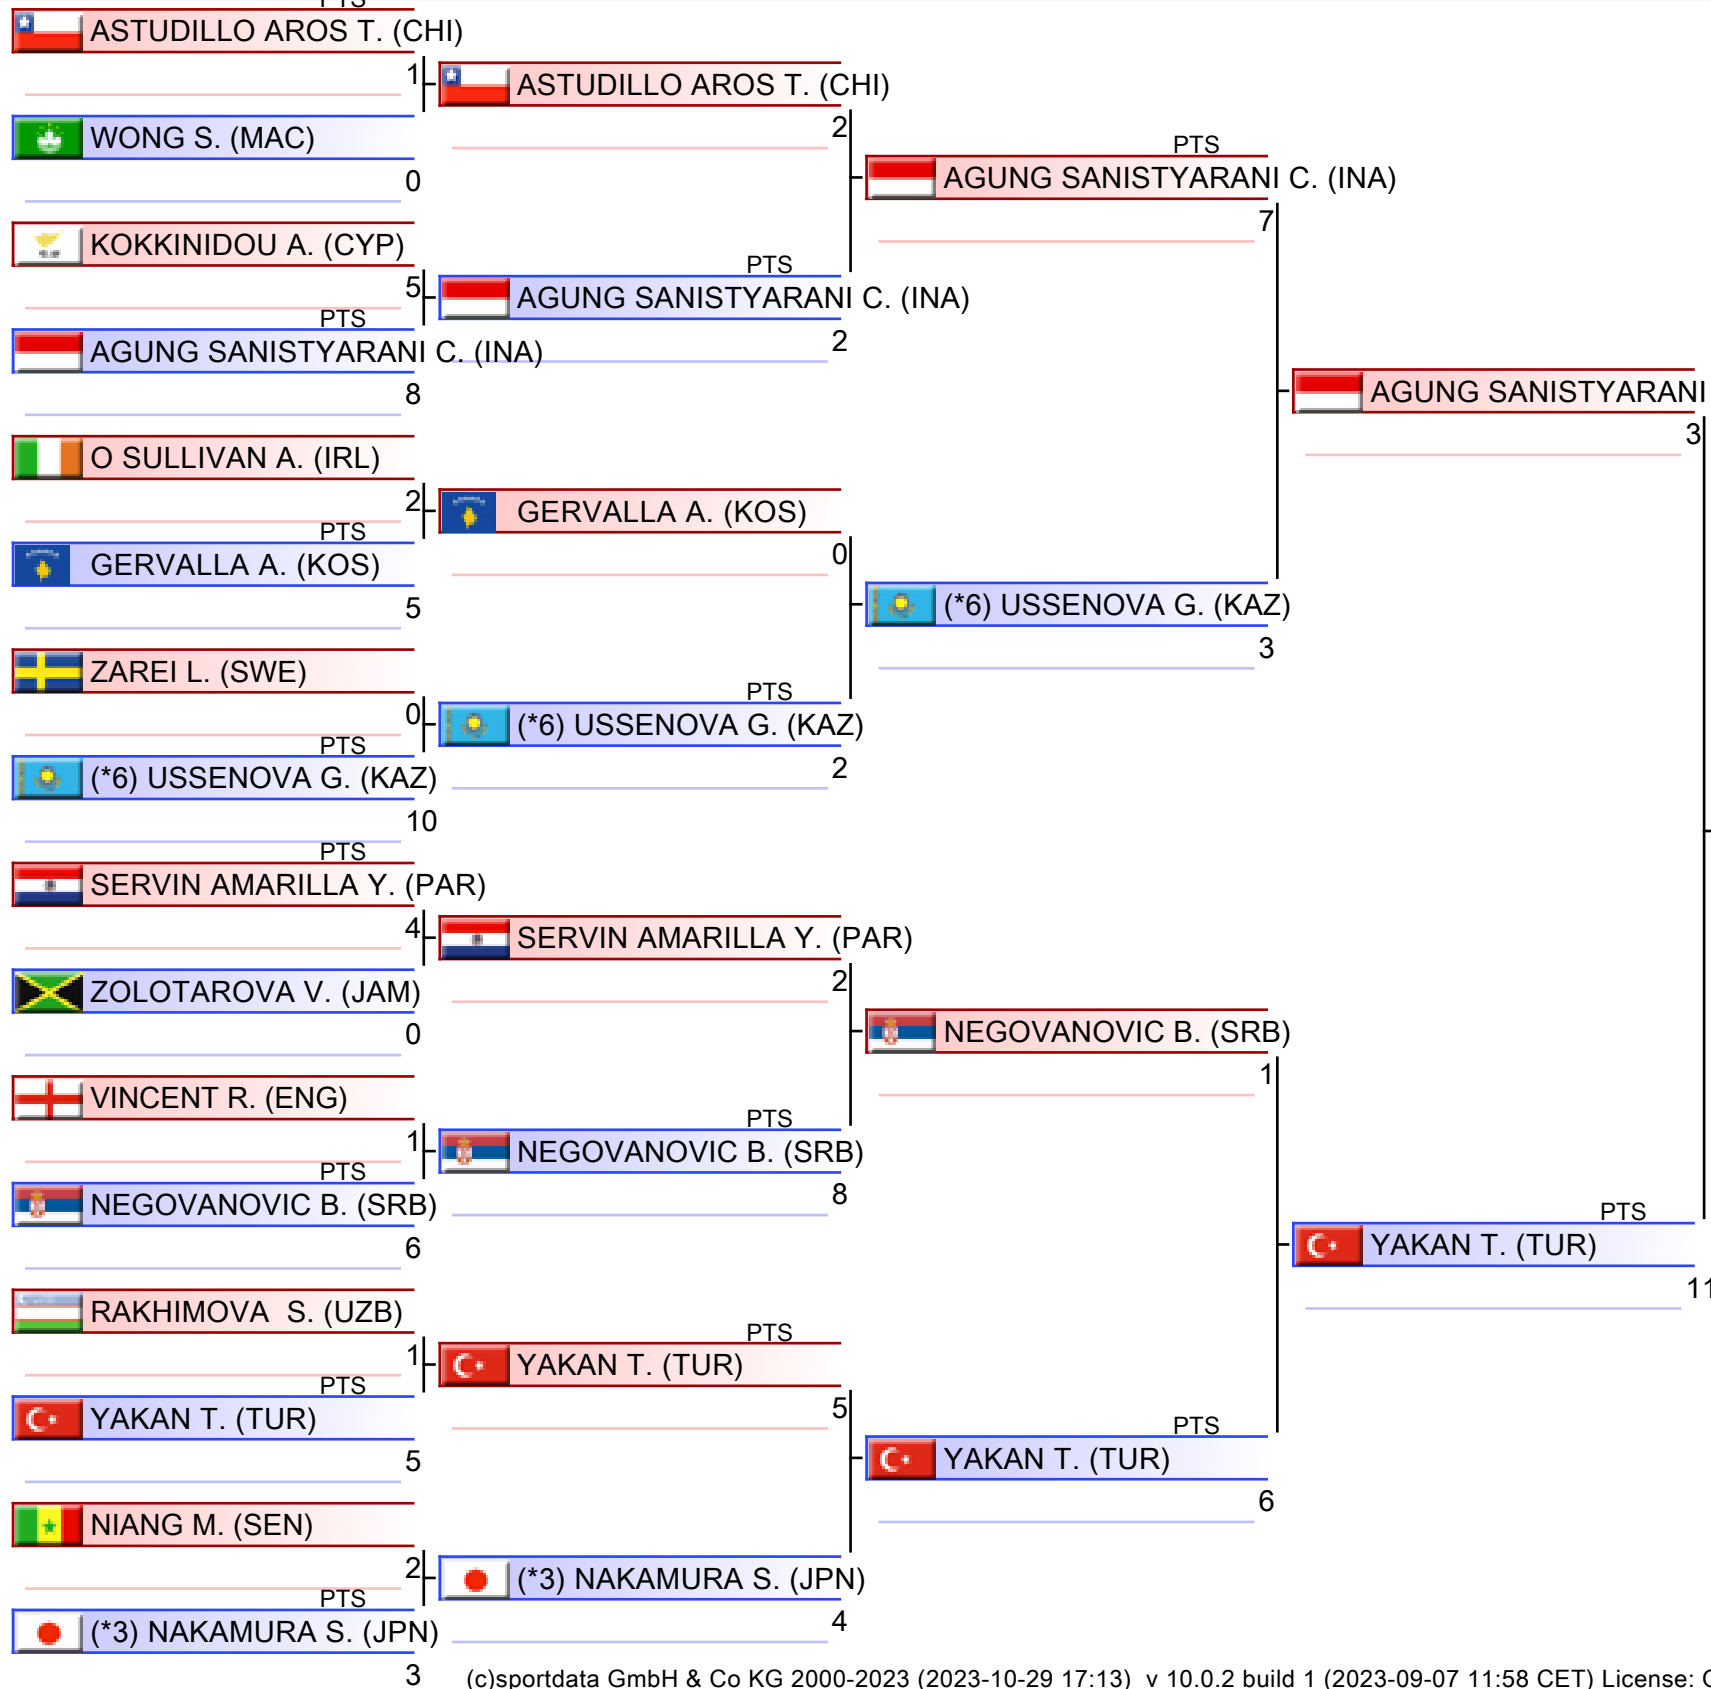 PTS
ASTUDILLO AROS T. (CHI)
1
WONG S. (MAC)
0
KOKKINIDOU A. (CYP)
5
PTS
AGUNG SANISTYARANI C. (INA)
8
O SULLIVAN A. (IRL)
2
PTS
GERVALLA A. (KOS)
5
ZAREI L. (SWE)
0
PTS
(*6) USSENOVA G. (KAZ)
10
PTS
SERVIN AMARILLA Y. (PAR)
4
ZOLOTAROVA V. (JAM)
0
VINCENT R. (ENG)
1
PTS
NEGOVANOVIC B. (SRB)
6
RAKHIMOVA S. (UZB)
1
PTS
YAKAN T. (TUR)
5
NIANG M. (SEN)
2
PTS
(*3) NAKAMURA S. (JPN)
3
ASTUDILLO AROS T. (CHI)
2
PTS
AGUNG SANISTYARANI C. (INA)
2
GERVALLA A. (KOS)
0
PTS
(*6) USSENOVA G. (KAZ)
2
SERVIN AMARILLA Y. (PAR)
2
PTS
NEGOVANOVIC B. (SRB)
8
PTS
YAKAN T. (TUR)
5
(*3) NAKAMURA S. (JPN)
4
PTS
AGUNG SANISTYARANI C. (INA)
7
(*6) USSENOVA G. (KAZ)
3
NEGOVANOVIC B. (SRB)
1
PTS
YAKAN T. (TUR)
6
AGUNG SANISTYARANI
3
PTS
YAKAN T. (TUR)
11
(c)sportdata GmbH & Co KG 2000-2023 (2023-10-29 17:13) v 10.0.2 build 1 (2023-09-07 11:58 CET) License: